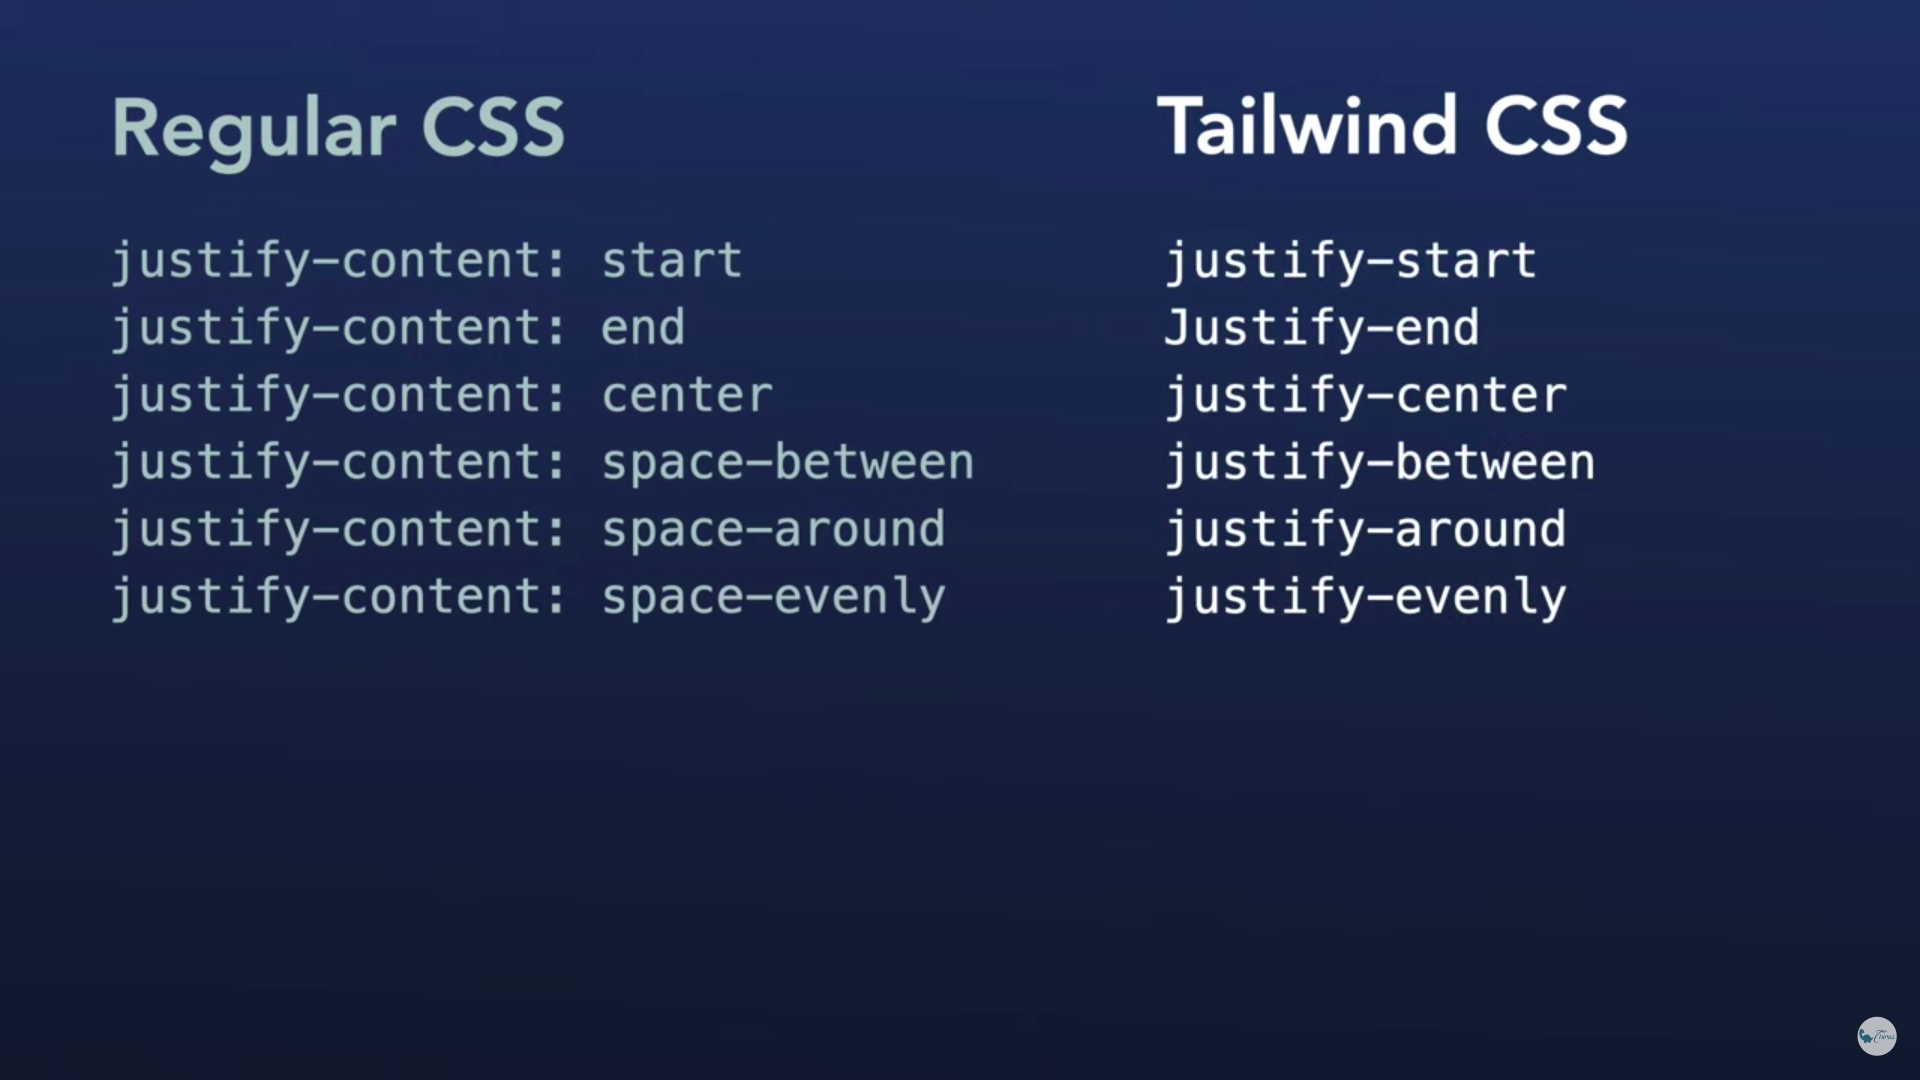 Regular CSS
justify-content: start
justify-content: end
justify-content: center
justify-content: space-between
justify-content: space-around
justify-content: space-evenly
Tailwind CSS
justify-start
Justify-end
justify-center
justify-between
justify-around
justify-evenly